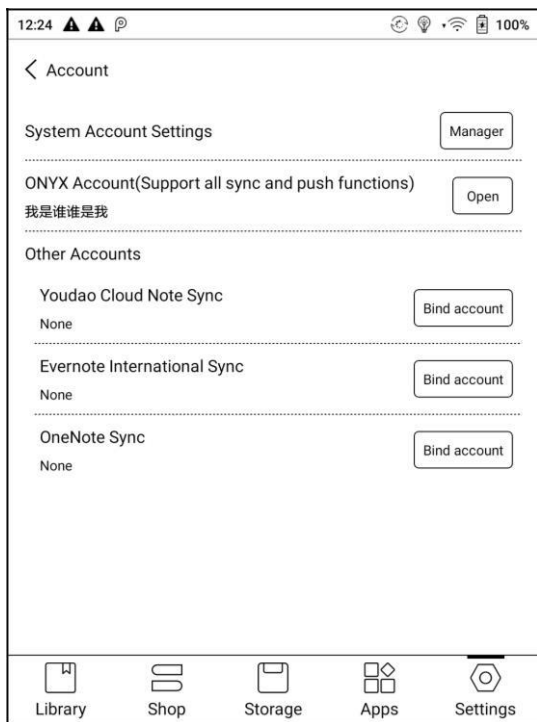 12:24 100%
Account
System Account Settings Manager
ONYX Account(Support all sync and push functions) Open
我是谁谁是我
Other Accounts
Youdao Cloud Note Sync Bind account
None
Evernote International Sync Bind account
None
OneNote Sync Bind account
None
Library Shop Storage Apps Settings